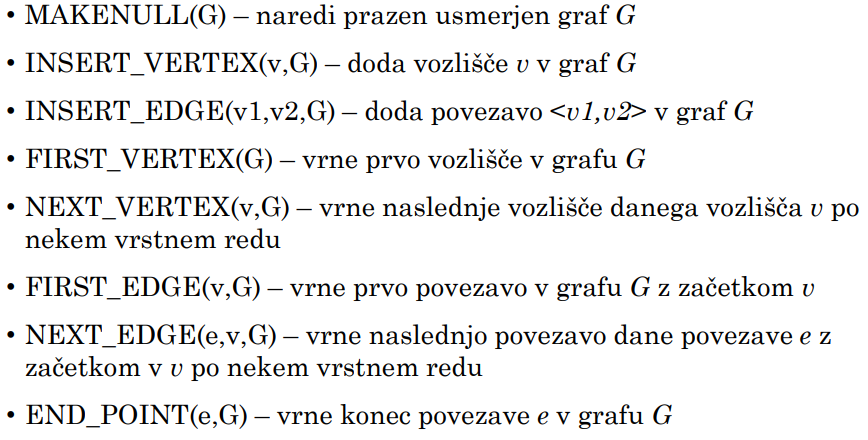 • MAKENULL(G) – naredi prazen usmerjen graf G
• INSERT_VERTEX(v,G) – doda vozlišče v v graf G
• INSERT_EDGE(v1,v2,G) – doda povezavo <v1,v2> v graf G
• FIRST_VERTEX(G) – vrne prvo vozlišče v grafu G
• NEXT_VERTEX(v,G) – vrne naslednje vozlišče danega vozlišča v po
nekem vrstnem redu
• FIRST_EDGE(v,G) – vrne prvo povezavo v grafu G z začetkom v
• NEXT_EDGE(e,v,G) – vrne naslednjo povezavo dane povezave e z
začetkom v v po nekem vrstnem redu
• END_POINT(e,G) – vrne konec povezave e v grafu G